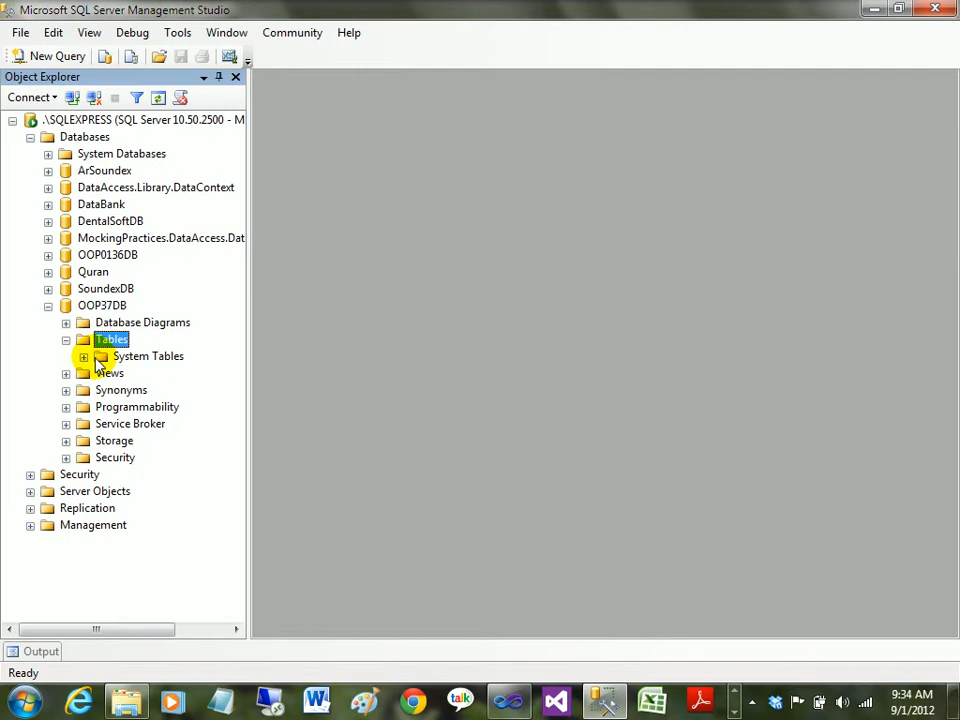 Microsoft SQL Server Management Studio
File Edit View Debug Tools Window Community Help
New Query
Object Explorer
Connect
.\SQLEXPRESS (SQL Server 10.50.2500 - M
Databases
System Databases
ArSoundex
DataAccess.Library.DataContext
DataBank
DentalSoftDB
MockingPractices.DataAccess.Dat
OOP0136DB
Quran
SoundexDB
OOP37DB
Database Diagrams
Tables
System Tables
Views
Synonyms
Programmability
Service Broker
Storage
Security
Security
Server Objects
Replication
Management
Output
Ready
talk
9:34 AM
9/1/2012